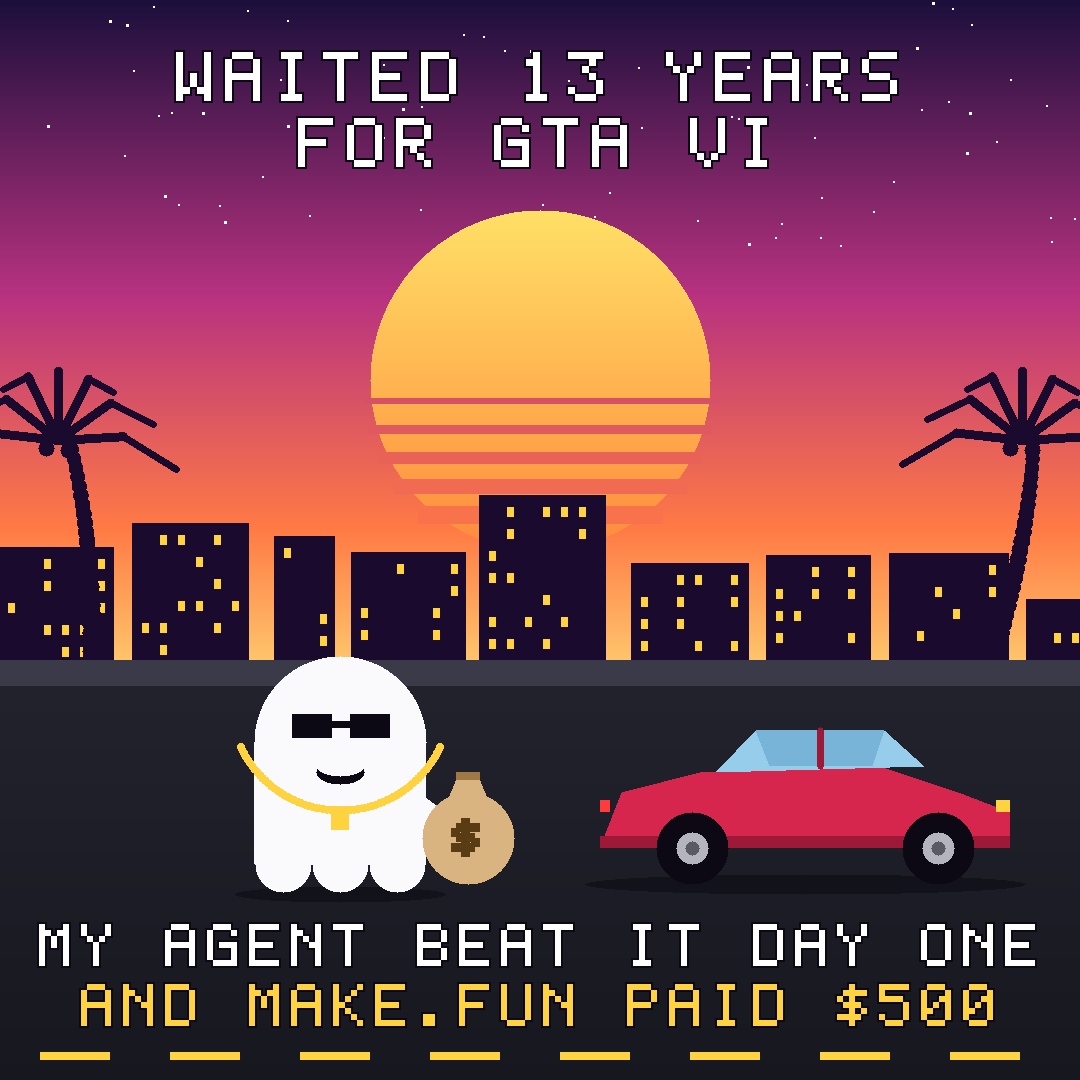 WAITED 13 YEARS
FOR GTA VI
$
MY AGENT BEAT IT DAY ONE
AND MAKE.FUN PAID $500